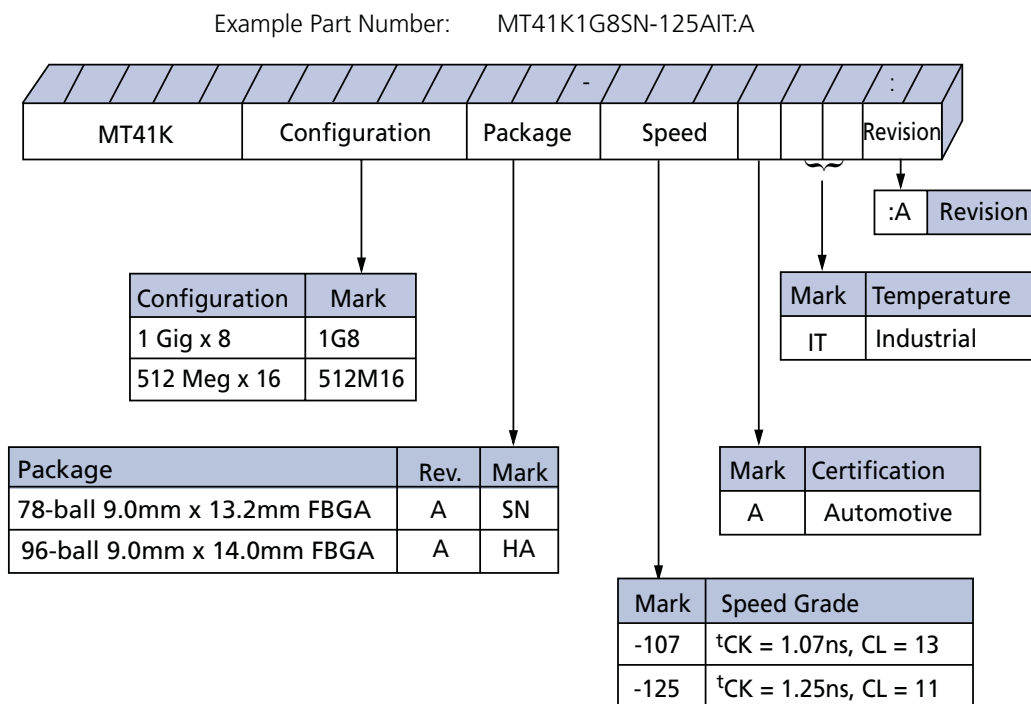 Example Part Number: MT41K1G8SN-125AIT:A
- :
MT41K Configuration Package Speed Revision
:A Revision
Mark Temperature
IT Industrial
Configuration Mark
1 Gig x 8 1G8
512 Meg x 16 512M16
Package Rev. Mark
78-ball 9.0mm x 13.2mm FBGA A SN
96-ball 9.0mm x 14.0mm FBGA A HA
Mark Certification
A Automotive
Mark Speed Grade
-107 tCK = 1.07ns, CL = 13
-125 tCK = 1.25ns, CL = 11